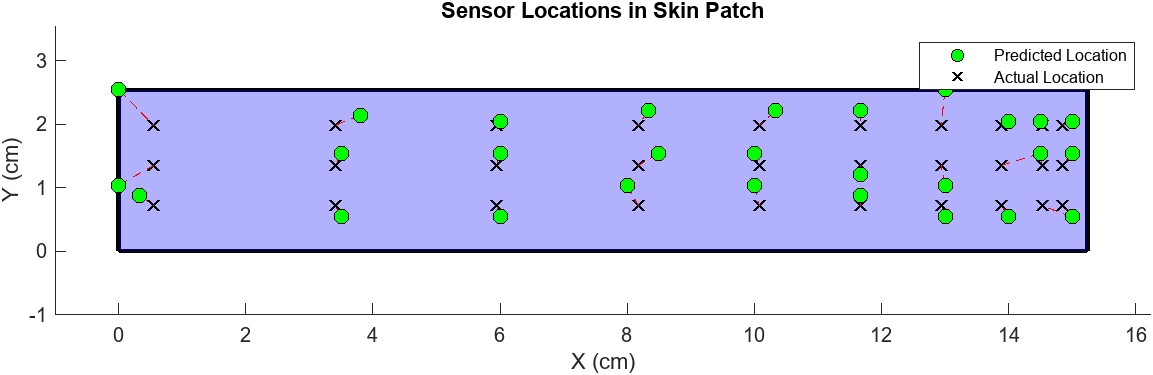 Sensor Locations in Skin Patch
Predicted Location
Actual Location
3
2
1
0
-1
Y (cm)
0 2 4 6 8 10 12 14 16
X (cm)